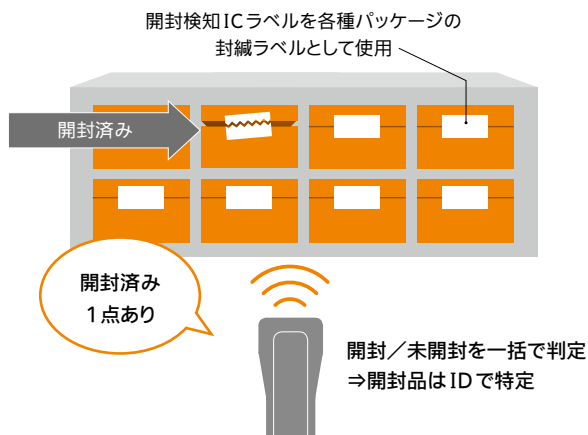 開封検知ICラベルを各種パッケージの
封緘ラベルとして使用
開封済み
開封済み
1点あり
開封／未開封を一括で判定
⇒開封品はIDで特定